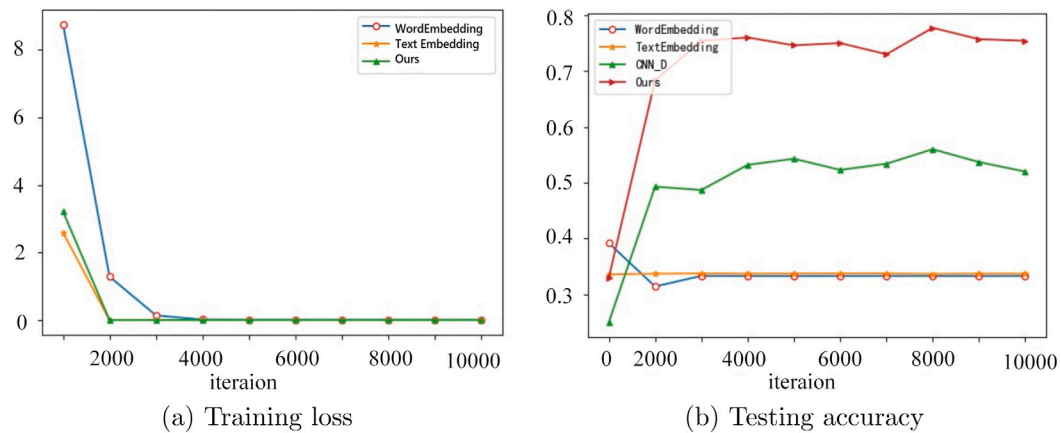 8
6
4
2
0
2000
4000
6000
8000
10000
iteraion
WordEmbedding
Text Embedding
Ours
(a) Training loss
0.8
0.7
0.6
0.5
0.4
0.3
0
2000
4000
6000
8000
10000
iteraion
WordEmbedding
TextEmbedding
CNN_D
Ours
(b) Testing accuracy